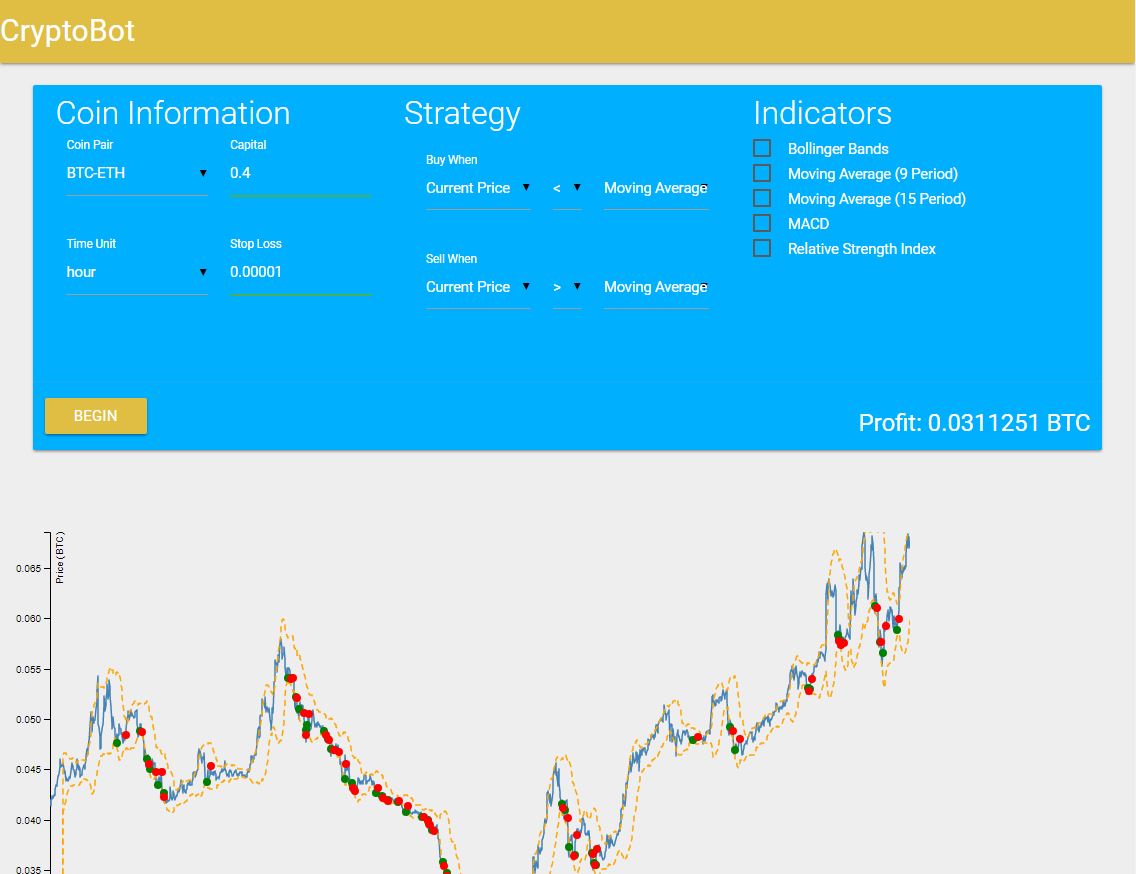 CryptoBot
Coin Information
Coin Pair
Capital
BTC-ETH
0.4
Time Unit
Stop Loss
hour
0.00001
Strategy
Buy When
Current Price
<
Moving Average
Sell When
Current Price
>
Moving Average
Indicators
Bollinger Bands
Moving Average (9 Period)
Moving Average (15 Period)
MACD
Relative Strength Index
BEGIN
Profit: 0.0311251 BTC
Price ( BTC )
0.065
0.060
0.055
0.050
0.045
0.040
0.035